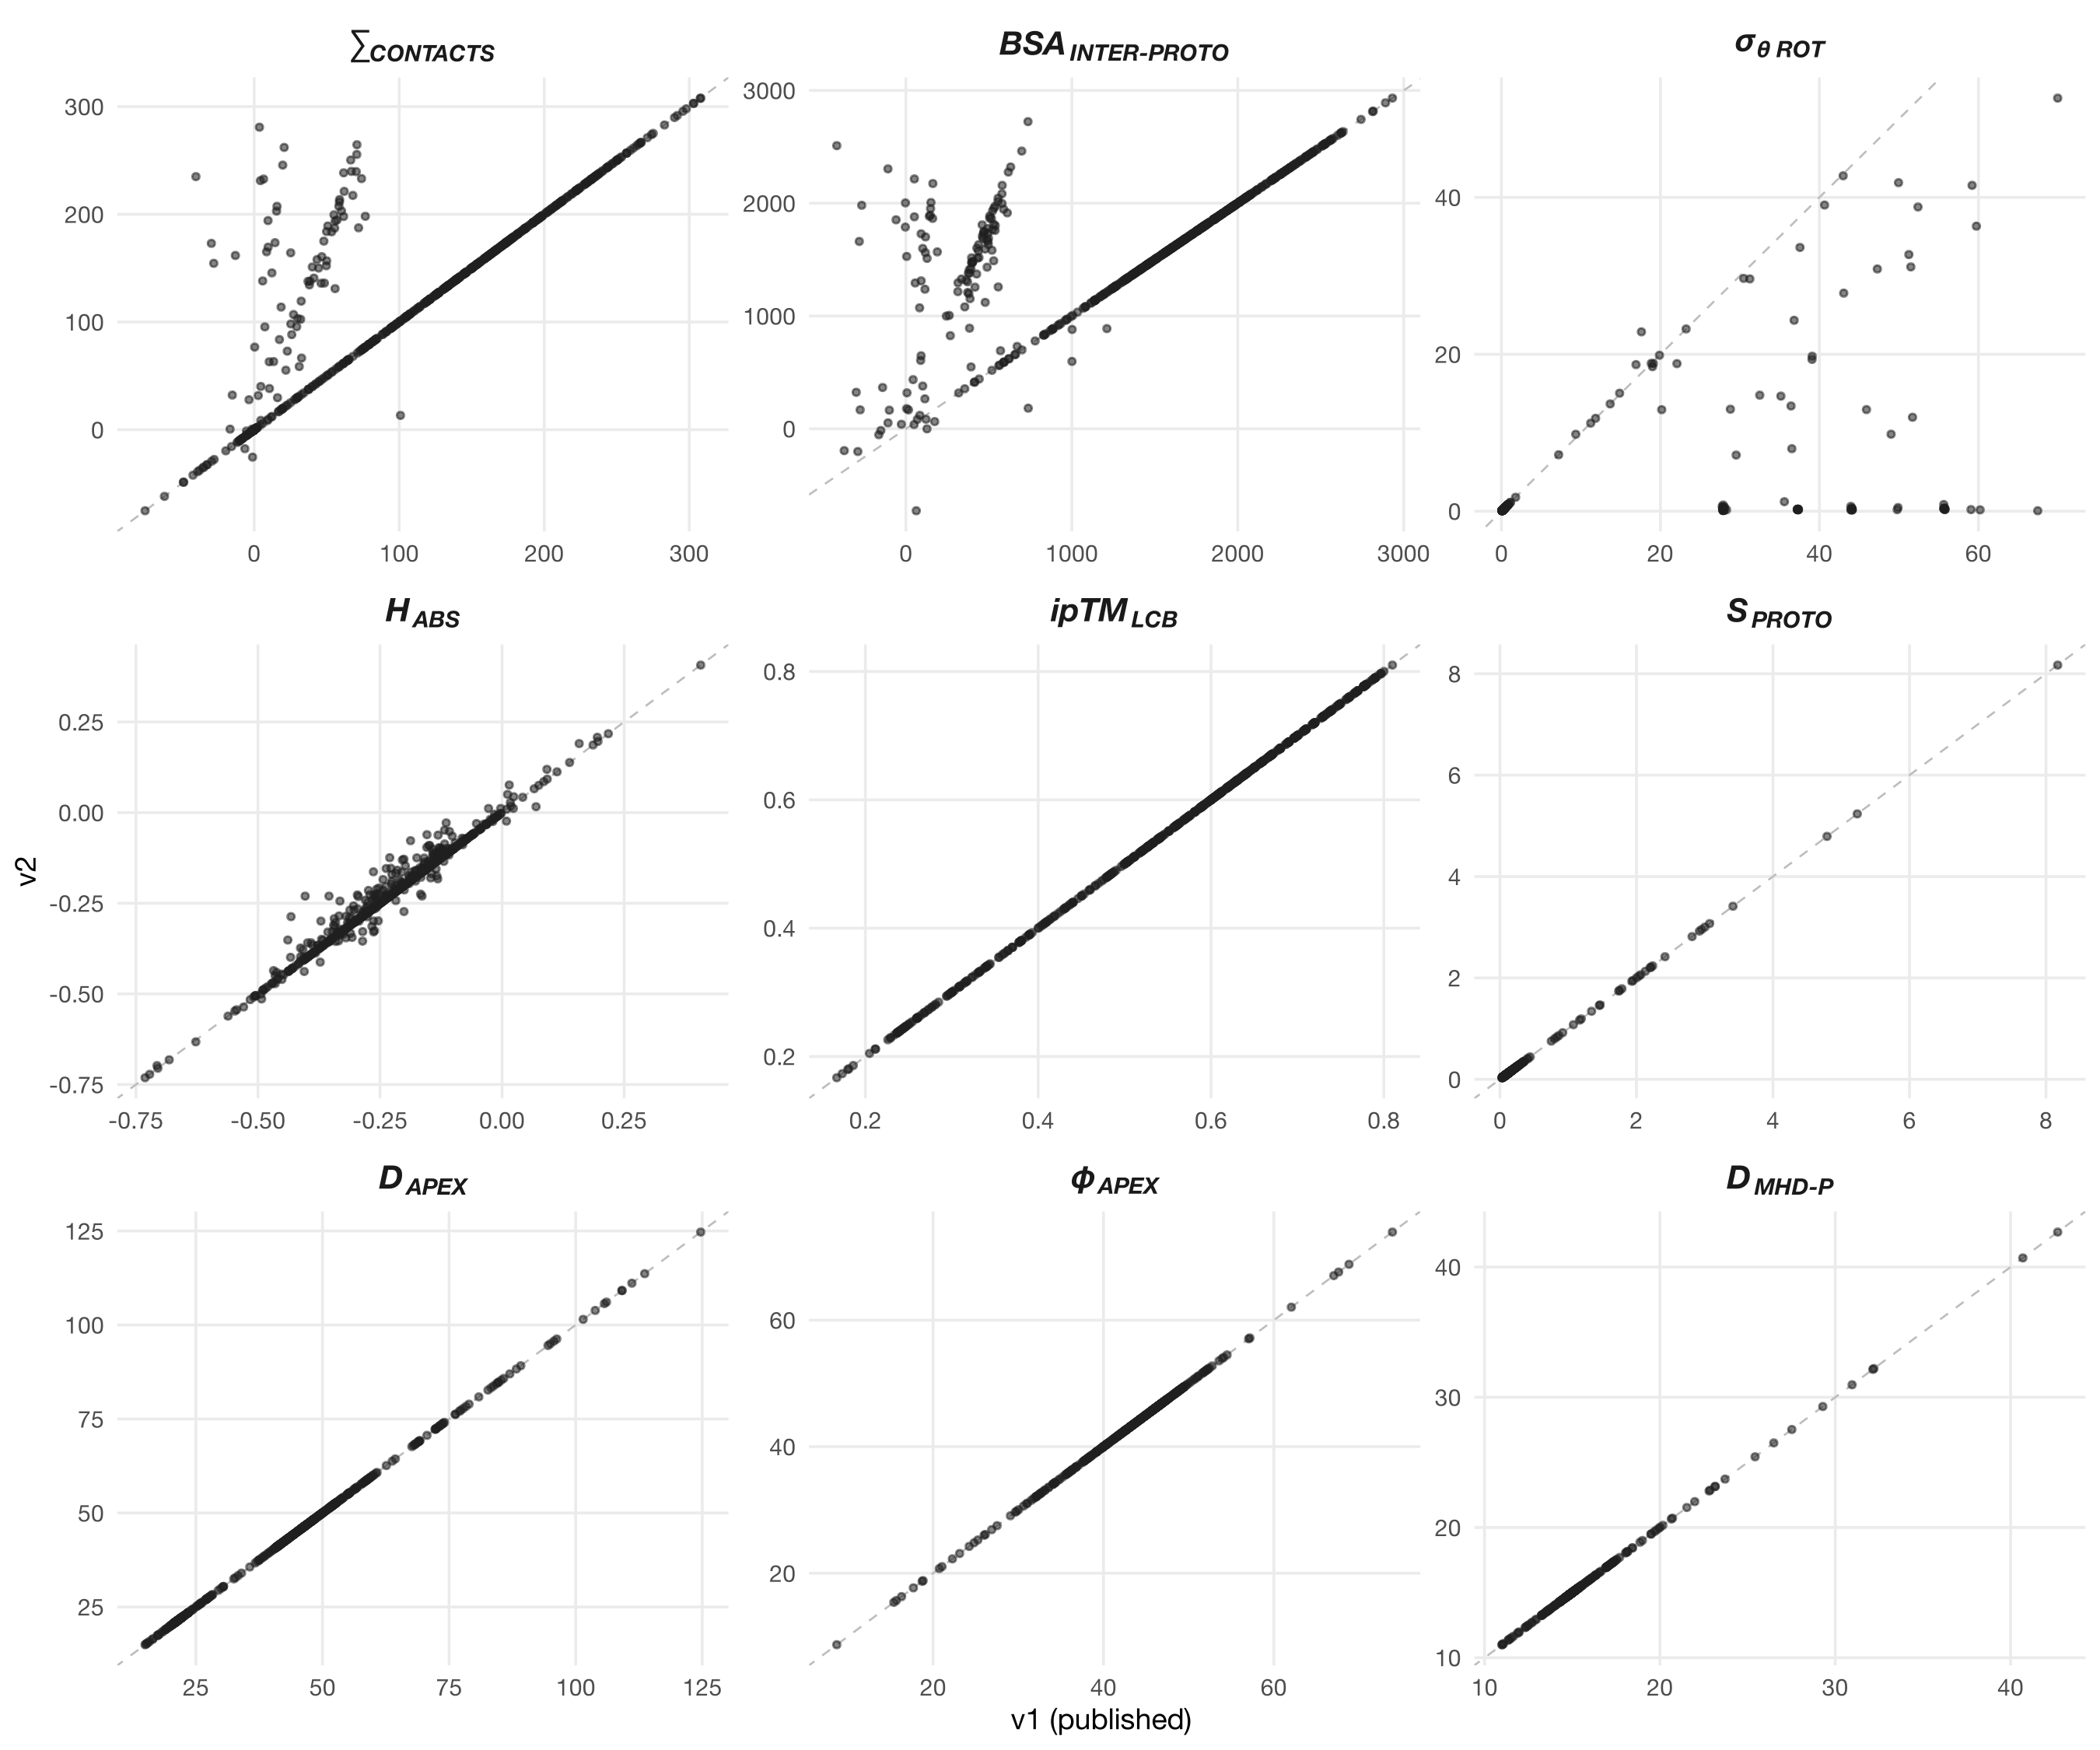 ∑CONTACTS
BSA INTER-PROTO
σ θ ROT
300
200
100
0
0 100 200 300
3000
2000
1000
0
0 1000 2000 3000
40
20
0
0 20 40 60
H ABS
ipTM LCB
S PROTO
0.25
0.00
-0.25
-0.50
-0.75
-0.75 -0.50 -0.25 0.00 0.25
0.8
0.6
0.4
0.2
0.2 0.4 0.6 0.8
8
6
4
2
0
0 2 4 6 8
v2
D APEX
ϕ APEX
D MHD-P
125
100
75
50
25
25 50 75 100 125
60
40
20
20 40 60
40
30
20
10
10 20 30 40
v1 (published)